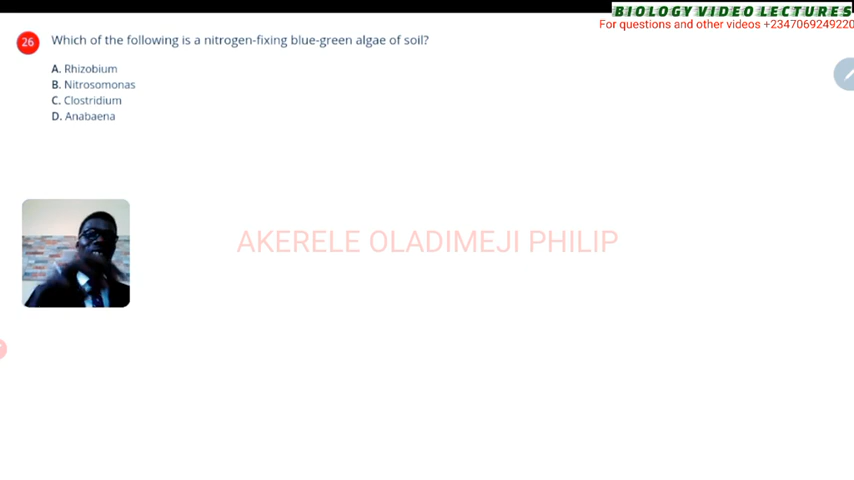 BIOLOGY VIDEO LECTURES
For questions and other videos +2347069249220
26 Which of the following is a nitrogen-fixing blue-green algae of soil?
A. Rhizobium
B. Nitrosomonas
C. Clostridium
D. Anabaena
AKERELE OLADIMEJI PHILIP